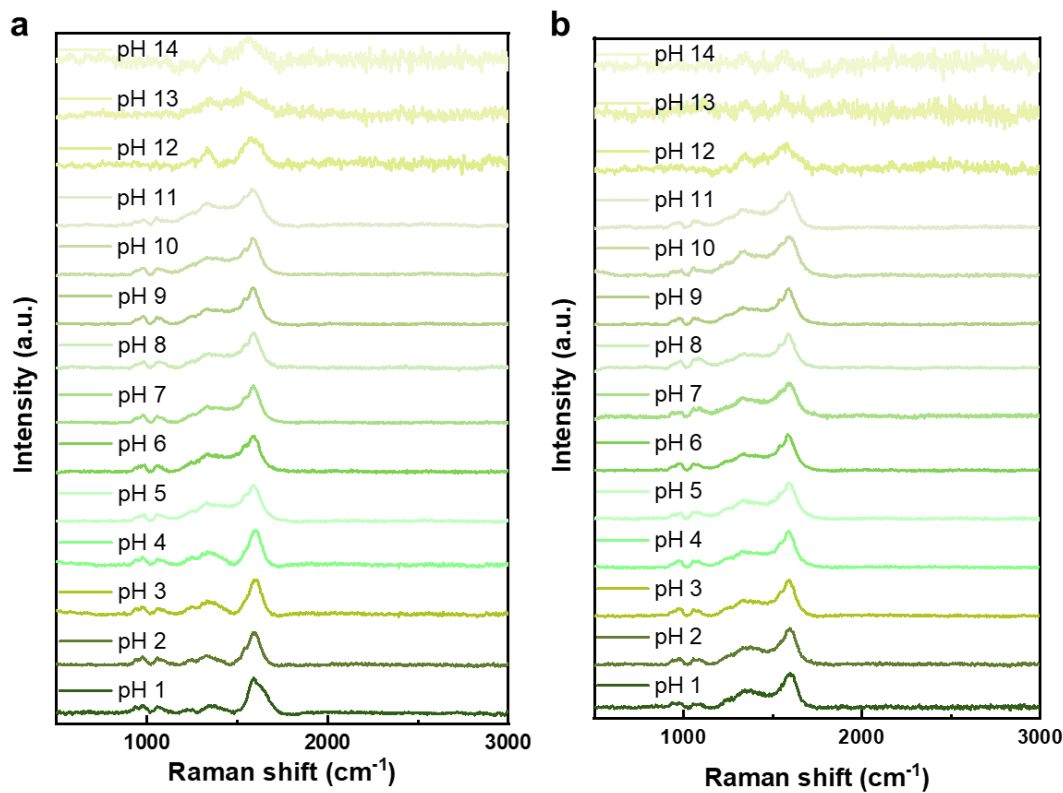 a
pH 14
pH 13
pH 12
pH 11
pH 10
pH 9
pH 8
pH 7
pH 6
pH 5
pH 4
pH 3
pH 2
pH 1
Intensity (a.u.)
1000 2000 3000
Raman shift (cm⁻¹)
b
pH 14
pH 13
pH 12
pH 11
pH 10
pH 9
pH 8
pH 7
pH 6
pH 5
pH 4
pH 3
pH 2
pH 1
Intensity (a.u.)
1000 2000 3000
Raman shift (cm⁻¹)